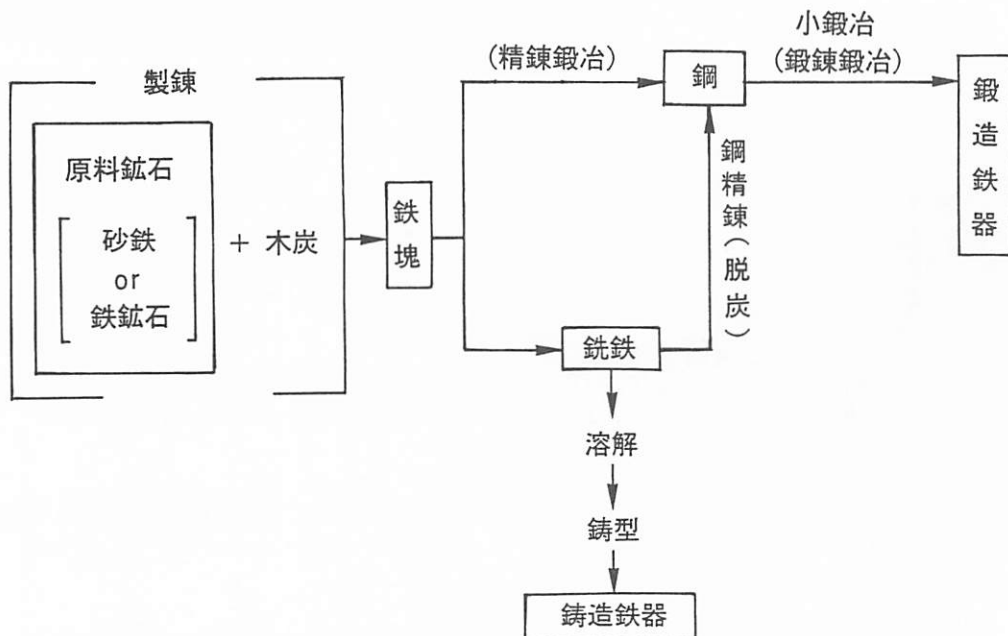 製錬
原料鉱石
砂鉄
or
鉄鉱石
+ 木炭
鉄塊
(精錬鍛冶)
鋼
小鍛冶
(鍛錬鍛冶)
鍛造鉄器
鋼精錬(脱炭)
銑鉄
溶解
鋳型
鋳造鉄器